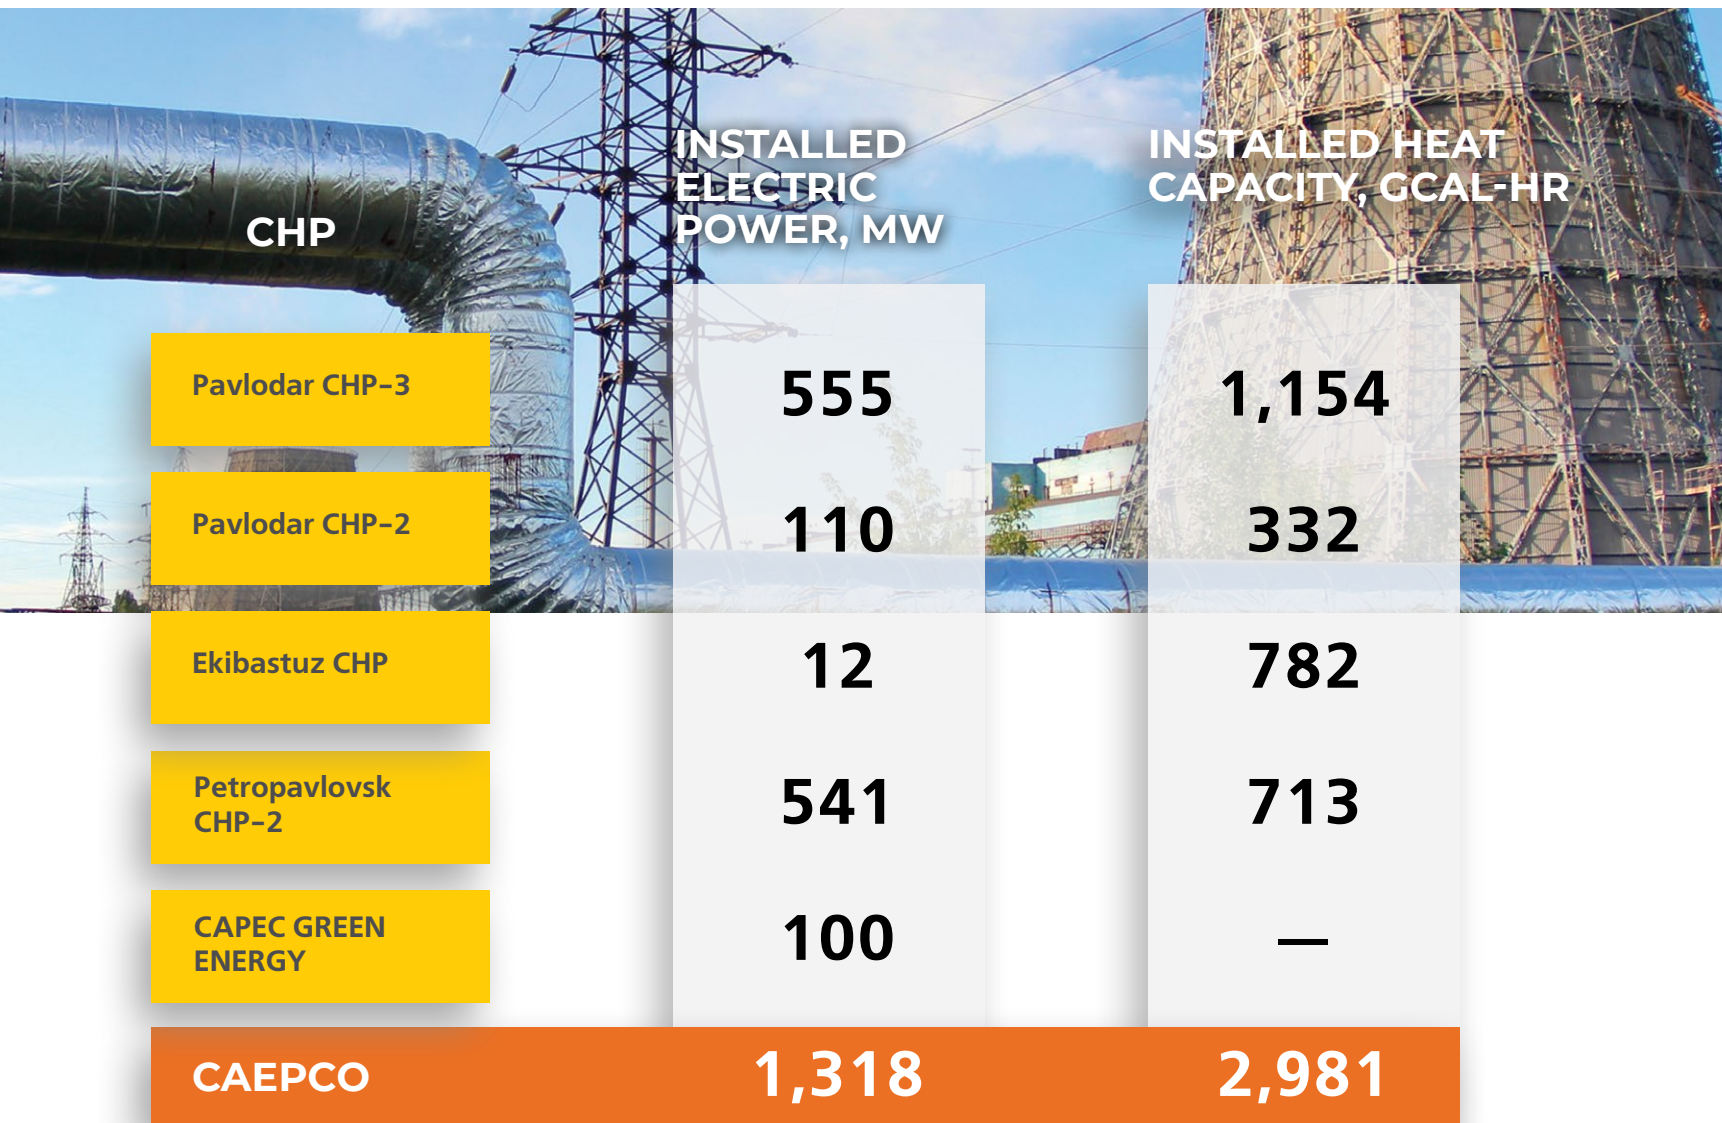 CHP
INSTALLED
ELECTRIC
POWER, MW
INSTALLED HEAT
CAPACITY, GCAL-HR
Pavlodar CHP–3
555
1,154
Pavlodar CHP–2
110
332
Ekibastuz CHP
12
782
Petropavlovsk
CHP–2
541
713
CAPEC GREEN
ENERGY
100
—
CAEPCO
1,318
2,981